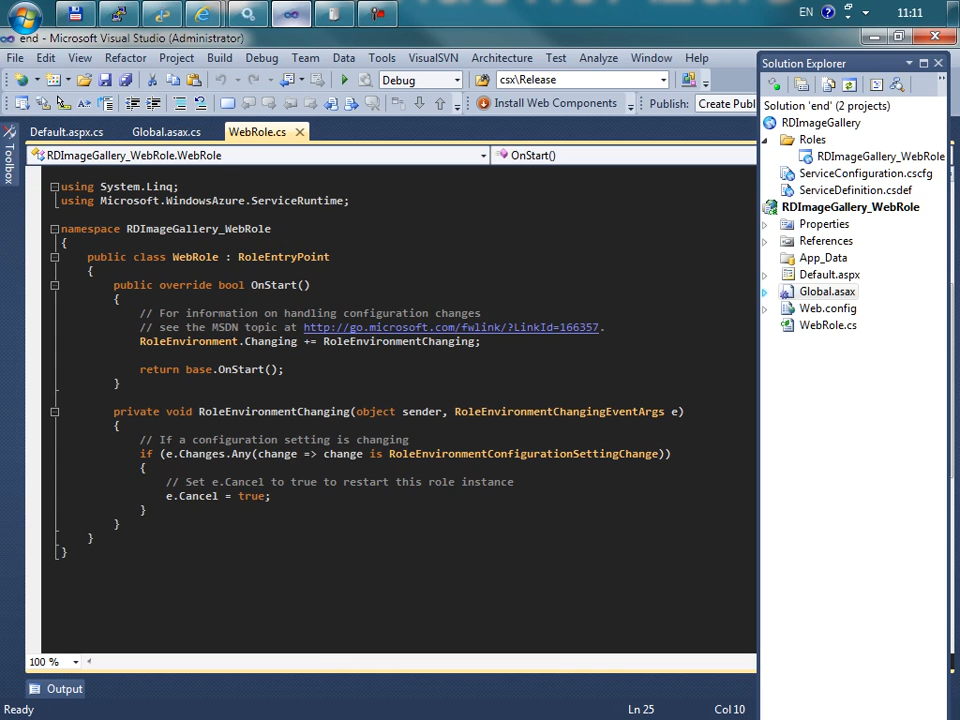 EN
11:11
end - Microsoft Visual Studio (Administrator)
File Edit View Refactor Project Build Debug Team Data Tools VisualSVN Architecture Test Analyze Window Help
Debug csx\Release
Install Web Components Publish: Create Publ
Default.aspx.cs Global.asax.cs WebRole.cs
RDImageGallery_WebRole.WebRole OnStart()
Toolbox
using System.Linq;
using Microsoft.WindowsAzure.ServiceRuntime;
namespace RDImageGallery_WebRole
{
public class WebRole : RoleEntryPoint
{
public override bool OnStart()
{
// For information on handling configuration changes
// see the MSDN topic at http://go.microsoft.com/fwlink/?LinkId=166357.
RoleEnvironment.Changing += RoleEnvironmentChanging;
return base.OnStart();
}
private void RoleEnvironmentChanging(object sender, RoleEnvironmentChangingEventArgs e)
{
// If a configuration setting is changing
if (e.Changes.Any(change => change is RoleEnvironmentConfigurationSettingChange))
{
// Set e.Cancel to true to restart this role instance
e.Cancel = true;
}
}
}
}
100 %
Output
Ready Ln 25 Col 10
Solution Explorer
Solution 'end' (2 projects)
RDImageGallery
Roles
RDImageGallery_WebRole
ServiceConfiguration.cscfg
ServiceDefinition.csdef
RDImageGallery_WebRole
Properties
References
App_Data
Default.aspx
Global.asax
Web.config
WebRole.cs